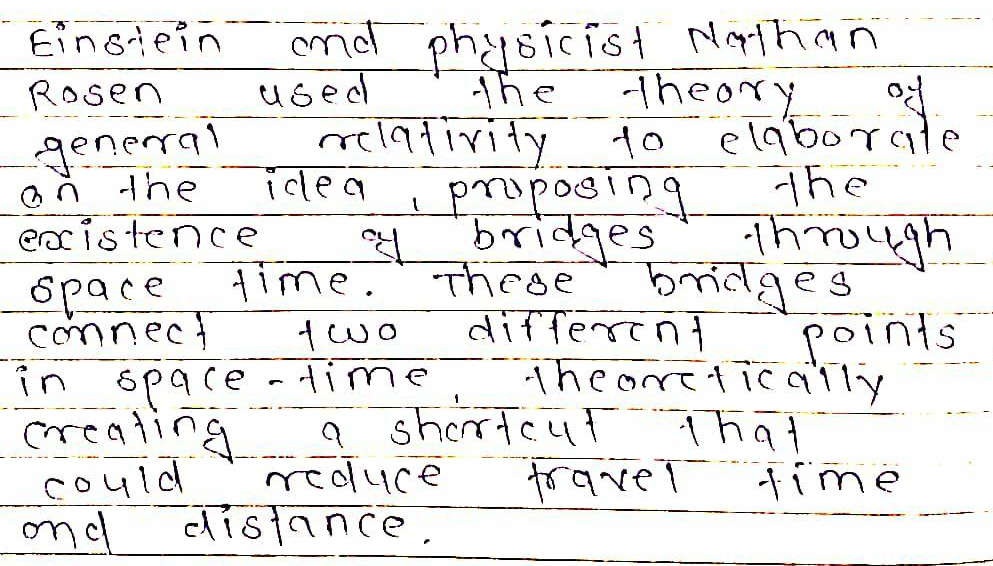 Einstein and physicist Nathan
Rosen used the theory of
general relativity to elaborate
on the idea, proposing the
existence of bridges through
space time. These bridges
connect two different points
in space-time, theoretically
creating a shortcut that
could reduce travel time
and distance.